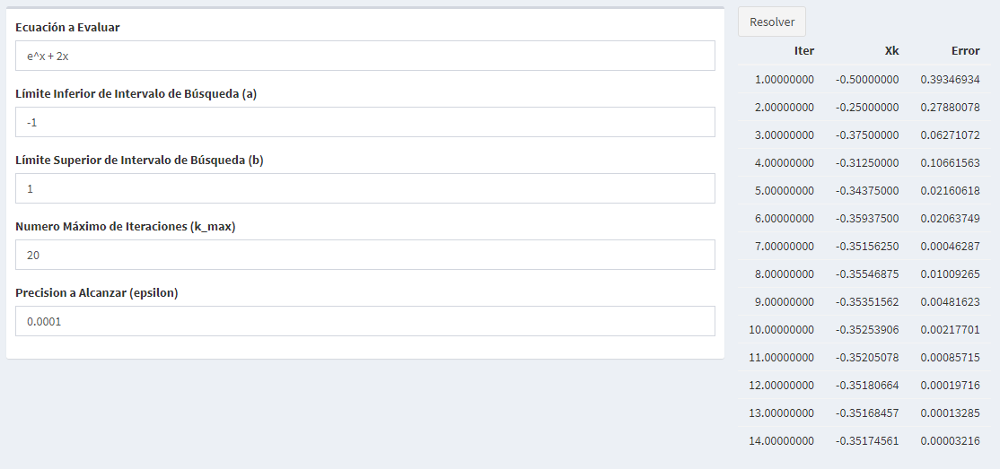 Ecuación a Evaluar
e^x + 2x
Límite Inferior de Intervalo de Búsqueda (a)
-1
Límite Superior de Intervalo de Búsqueda (b)
1
Numero Máximo de Iteraciones (k_max)
20
Precision a Alcanzar (epsilon)
0.0001
Resolver
Iter Xk Error
1.00000000 -0.50000000 0.39346934
2.00000000 -0.25000000 0.27880078
3.00000000 -0.37500000 0.06271072
4.00000000 -0.31250000 0.10661563
5.00000000 -0.34375000 0.02160618
6.00000000 -0.35937500 0.02063749
7.00000000 -0.35156250 0.00046287
8.00000000 -0.35546875 0.01009265
9.00000000 -0.35351562 0.00481623
10.00000000 -0.35253906 0.00217701
11.00000000 -0.35205078 0.00085715
12.00000000 -0.35180664 0.00019716
13.00000000 -0.35168457 0.00013285
14.00000000 -0.35174561 0.00003216